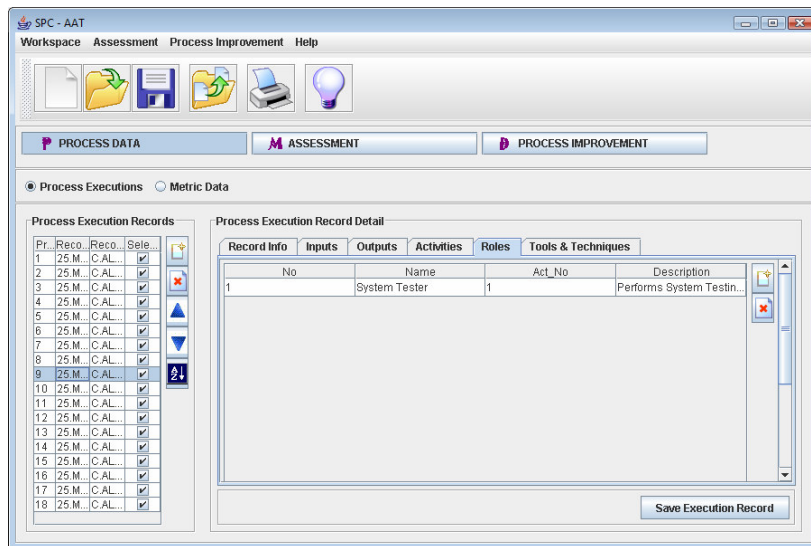 SPC - AAT
Workspace Assessment Process Improvement Help
P PROCESS DATA M ASSESSMENT D PROCESS IMPROVEMENT
Process Executions Metric Data
Process Execution Records Process Execution Record Detail
Record Info Inputs Outputs Activities Roles Tools & Techniques
Pr... Reco... Reco... Sele...
No Name Act_No Description
1 System Tester 1 Performs System Testin...
1 25.M... C.AL...
2 25.M... C.AL...
3 25.M... C.AL...
4 25.M... C.AL...
5 25.M... C.AL...
6 25.M... C.AL...
7 25.M... C.AL...
8 25.M... C.AL...
9 25.M... C.AL...
10 25.M... C.AL...
11 25.M... C.AL...
12 25.M... C.AL...
13 25.M... C.AL...
14 25.M... C.AL...
15 25.M... C.AL...
16 25.M... C.AL...
17 25.M... C.AL...
18 25.M... C.AL...
A
Z
Save Execution Record